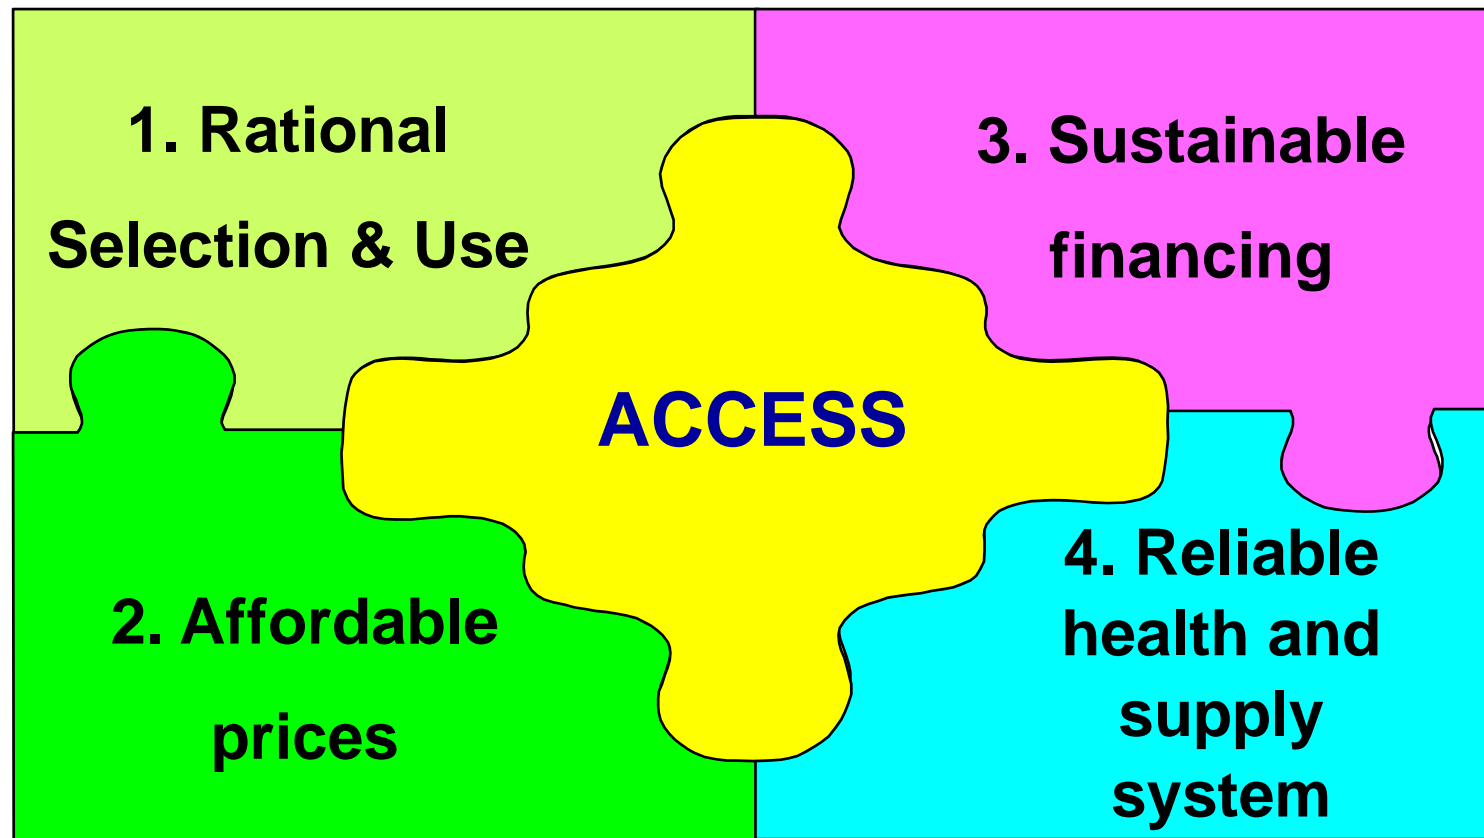 1. Rational
Selection & Use
3. Sustainable
financing
ACCESS
2. Affordable
prices
4. Reliable
health and
supply
system